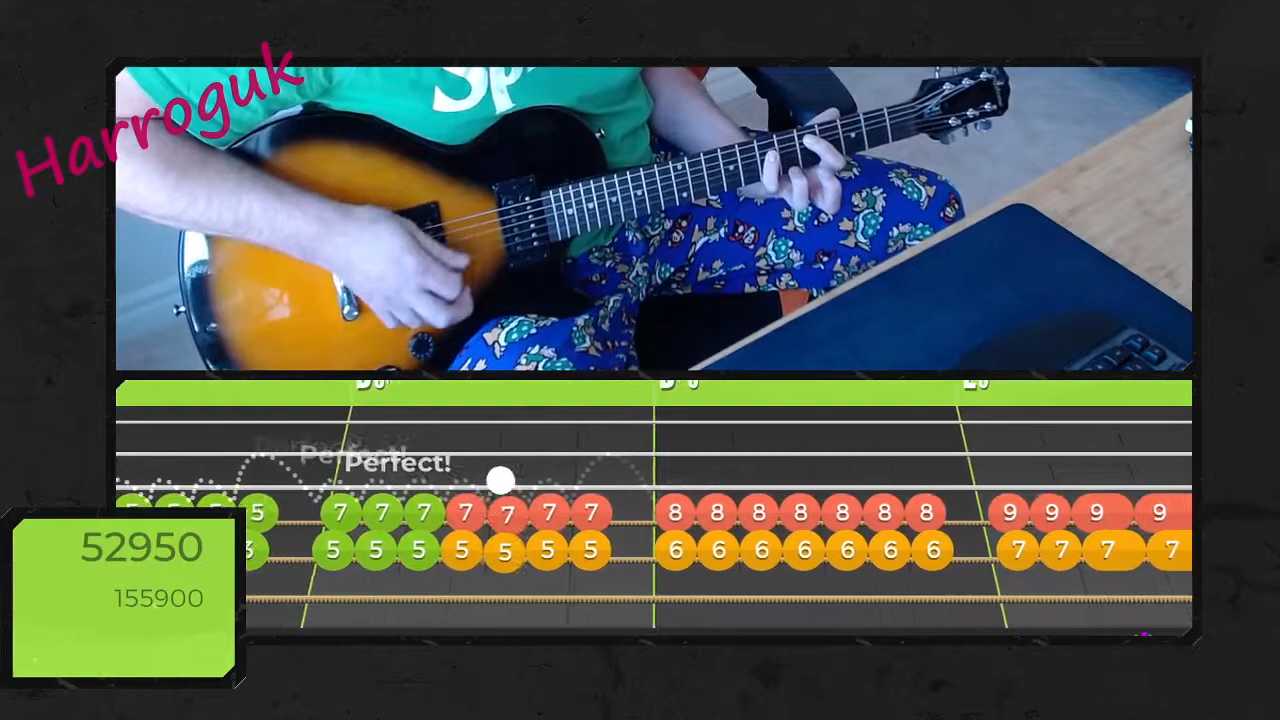 Harroguk
Sp
Perfect!
5 7 7 7 7 7 7 7 8 8 8 8 8 8 8 9 9 9 9
5 5 5 5 5 5 5 6 6 6 6 6 6 6 7 7 7 7
52950
155900